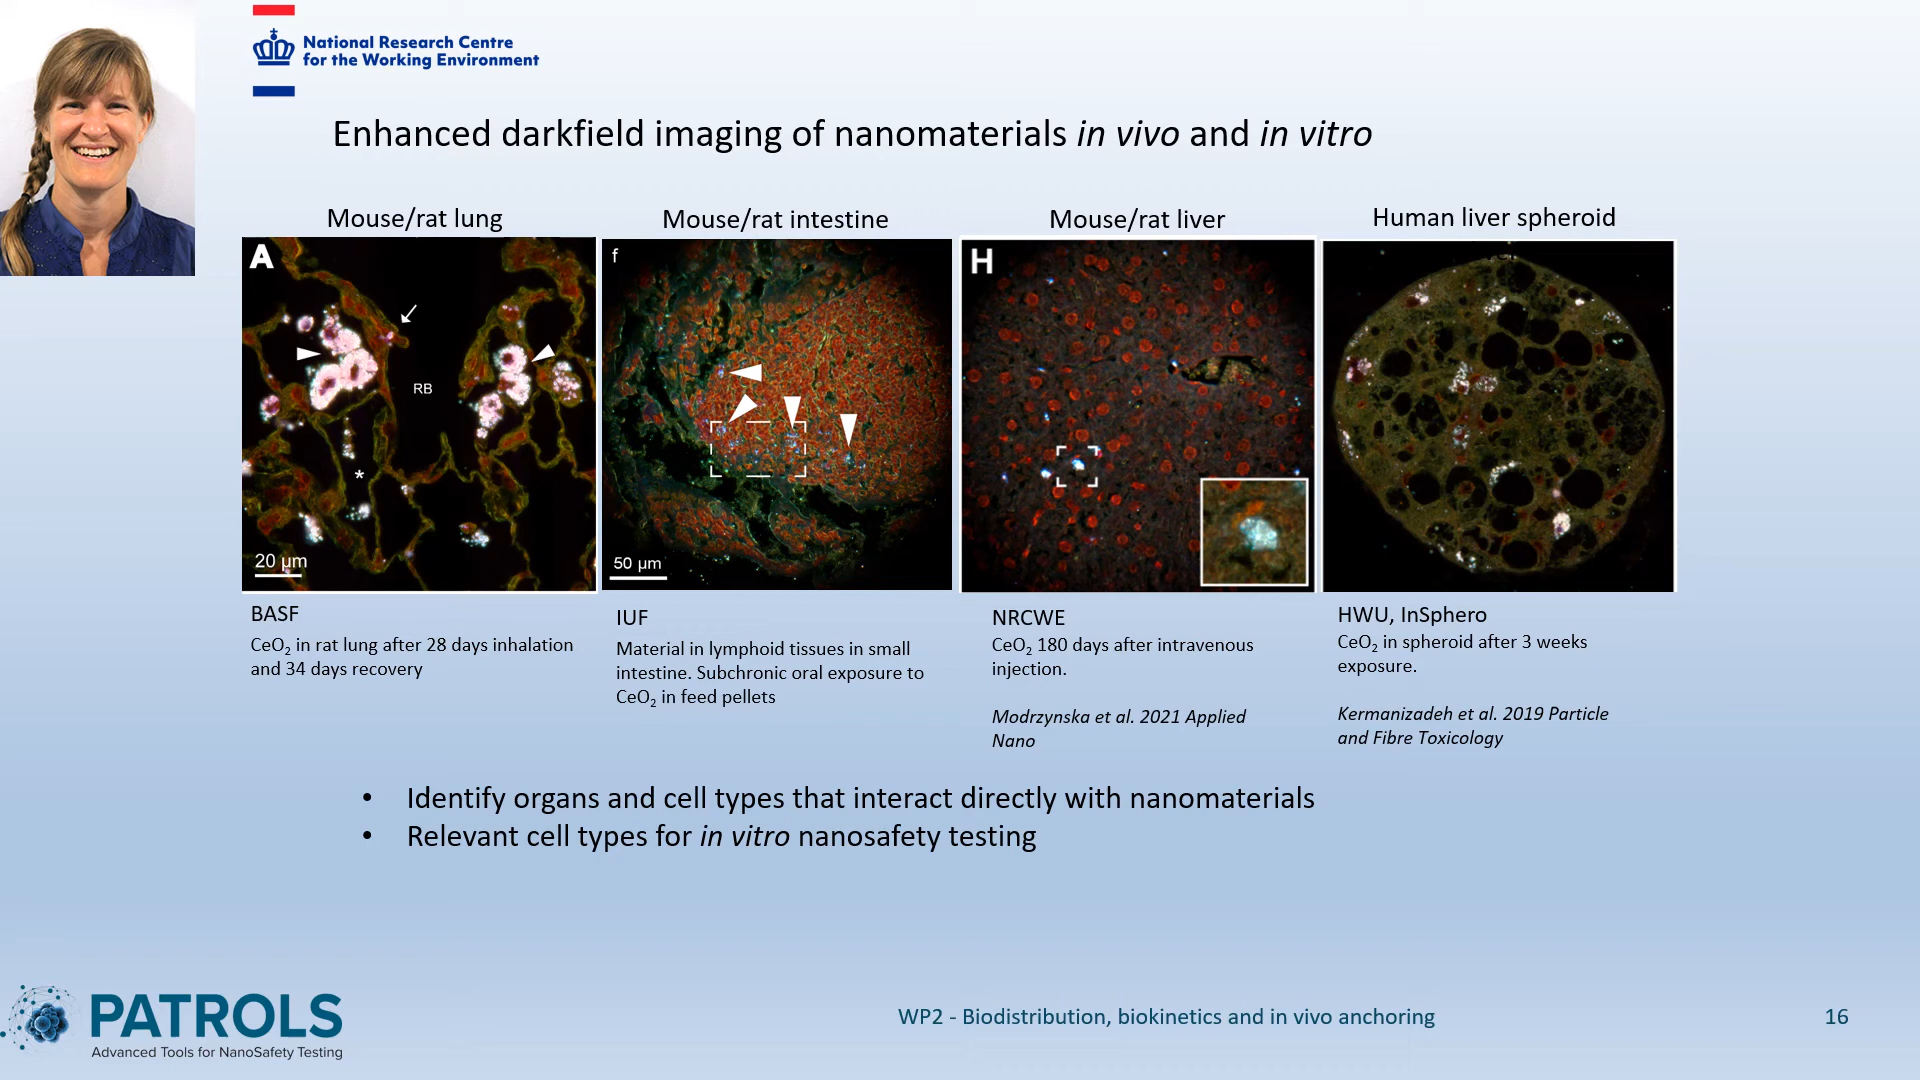 National Research Centre
for the Working Environment
Enhanced darkfield imaging of nanomaterials in vivo and in vitro
Mouse/rat lung
Mouse/rat intestine
Mouse/rat liver
Human liver spheroid
A
RB
*
20 µm
f
50 µm
H
BASF
CeO₂ in rat lung after 28 days inhalation
and 34 days recovery
IUF
Material in lymphoid tissues in small
intestine. Subchronic oral exposure to
CeO₂ in feed pellets
NRCWE
CeO₂ 180 days after intravenous
injection.
Modrzynska et al. 2021 Applied
Nano
HWU, InSphero
CeO₂ in spheroid after 3 weeks
exposure.
Kermanizadeh et al. 2019 Particle
and Fibre Toxicology
• Identify organs and cell types that interact directly with nanomaterials
• Relevant cell types for in vitro nanosafety testing
PATROLS
Advanced Tools for NanoSafety Testing
WP2 - Biodistribution, biokinetics and in vivo anchoring
16